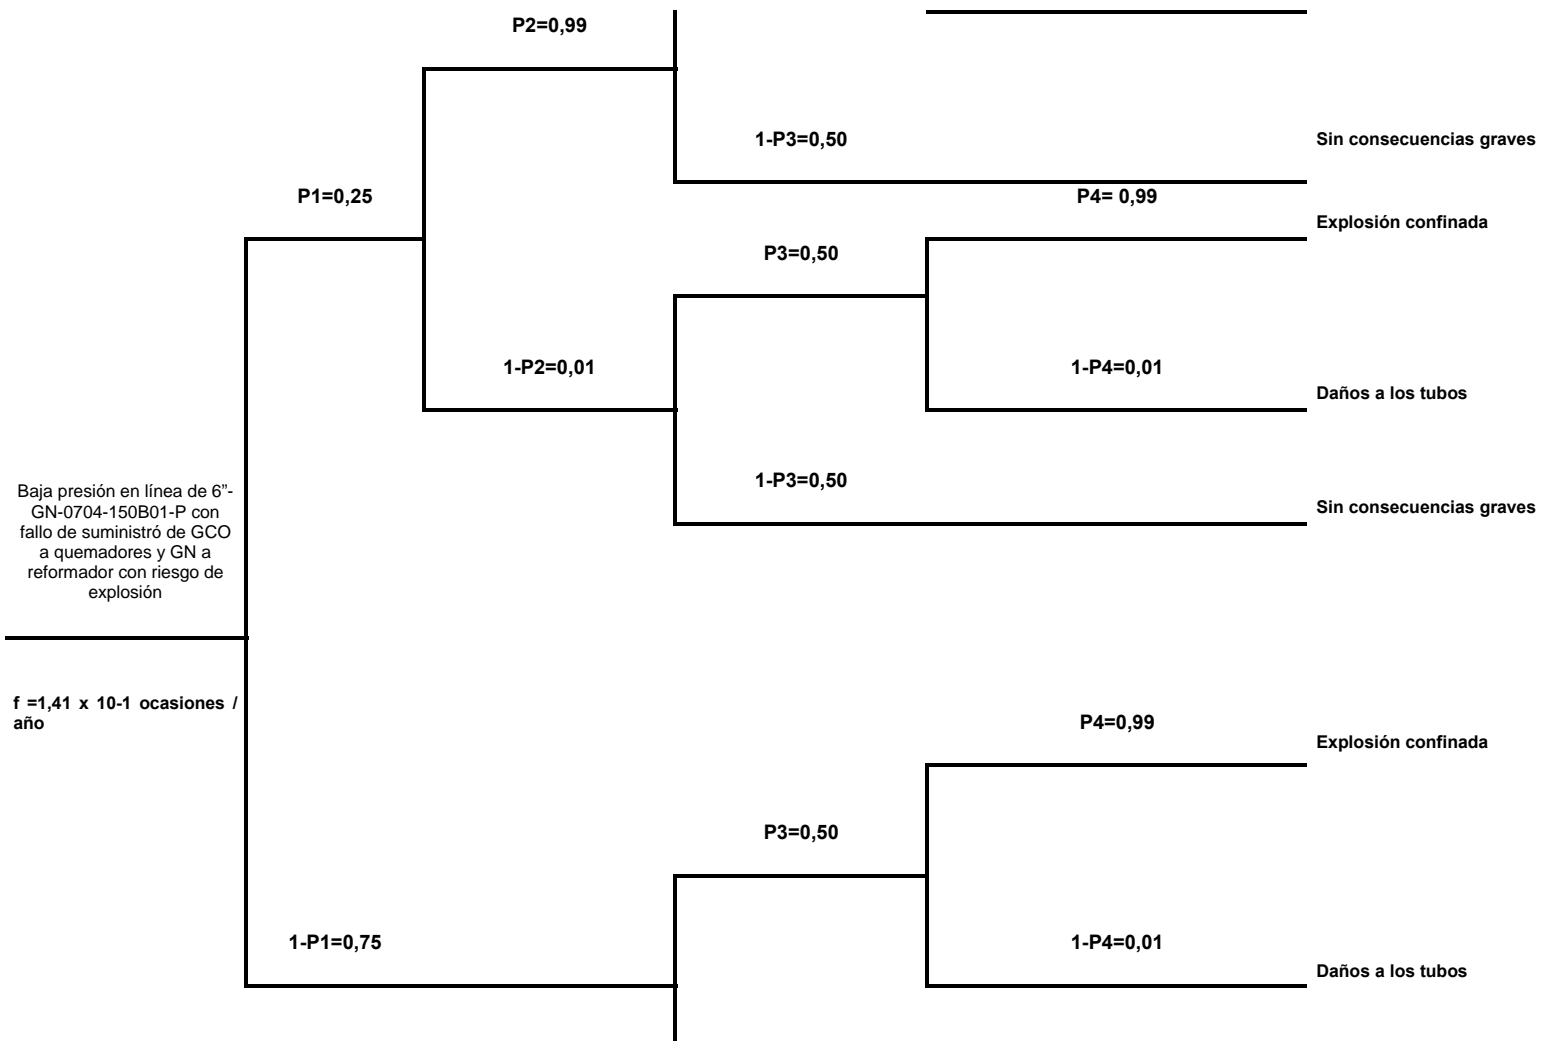 P2=0,99
1-P3=0,50
Sin consecuencias graves
P1=0,25
P4= 0,99
Explosión confinada
P3=0,50
1-P2=0,01
1-P4=0,01
Daños a los tubos
1-P3=0,50
Sin consecuencias graves
Baja presión en línea de 6”-
GN-0704-150B01-P con
fallo de suministró de GCO
a quemadores y GN a
reformador con riesgo de
explosión
f =1,41 x 10-1 ocasiones /
año
P4=0,99
Explosión confinada
P3=0,50
1-P1=0,75
1-P4=0,01
Daños a los tubos